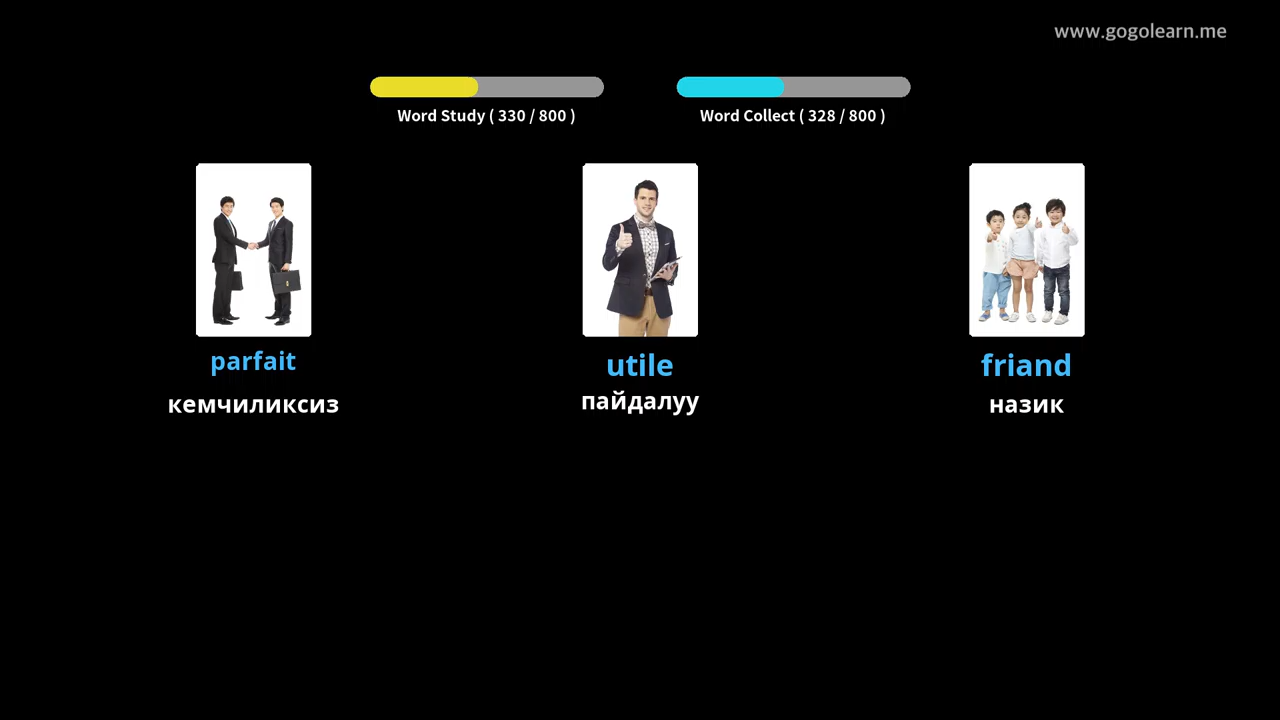 www.gogolearn.me
Word Study ( 330 / 800 )
Word Collect ( 328 / 800 )
parfait
utile
friand
кемчиликсиз
пайдалуу
назик